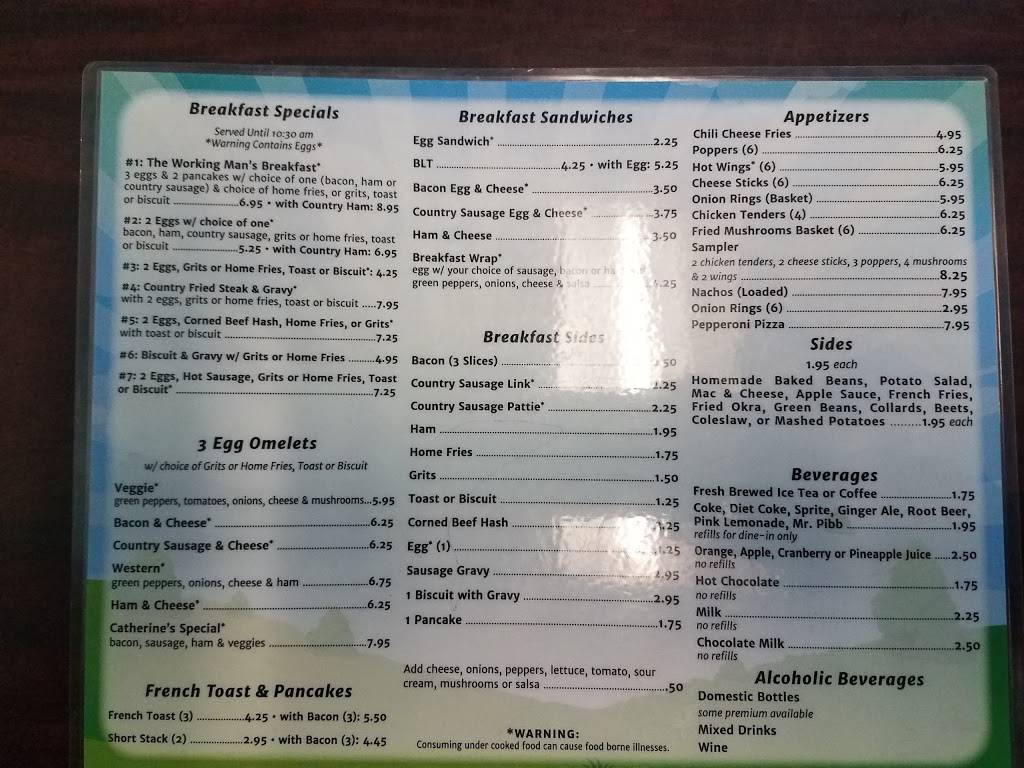 Breakfast Specials
Served Until 10:30 am
*Warning Contains Eggs*
#1: The Working Man's Breakfast*
3 eggs & 2 pancakes w/ choice of one (bacon, ham or
country sausage) & choice of home fries, or grits, toast
or biscuit ....................6.95 • with Country Ham: 8.95
#2: 2 Eggs w/ choice of one*
bacon, ham, country sausage, grits or home fries, toast
or biscuit ....................5.25 • with Country Ham: 6.95
#3: 2 Eggs, Grits or Home Fries, Toast or Biscuit*: 4.25
#4: Country Fried Steak & Gravy*
with 2 eggs, grits or home fries, toast or biscuit .....7.95
#5: 2 Eggs, Corned Beef Hash, Home Fries, or Grits*
with toast or biscuit ....................7.25
#6: Biscuit & Gravy w/ Grits or Home Fries .........4.95
#7: 2 Eggs, Hot Sausage, Grits or Home Fries, Toast
or Biscuit* ....................7.25
3 Egg Omelets
w/ choice of Grits or Home Fries, Toast or Biscuit
Veggie*
green peppers, tomatoes, onions, cheese & mushrooms...5.95
Bacon & Cheese* ....................6.25
Country Sausage & Cheese* ....................6.25
Western*
green peppers, onions, cheese & ham ....................6.75
Ham & Cheese* ....................6.25
Catherine's Special*
bacon, sausage, ham & veggies ....................7.95
French Toast & Pancakes
French Toast (3) ..............4.25 • with Bacon (3): 5.50
Short Stack (2) ................2.95 • with Bacon (3): 4.45
Breakfast Sandwiches
Egg Sandwich* ....................2.25
BLT ....................4.25 • with Egg: 5.25
Bacon Egg & Cheese* ....................3.50
Country Sausage Egg & Cheese* ....................3.75
Ham & Cheese ....................3.50
Breakfast Wrap*
egg w/ your choice of sausage, bacon or
green peppers, onions, cheese & salsa
Breakfast Sides
Bacon (3 Slices) ....................
Country Sausage Link* ....................2.25
Country Sausage Pattie* ....................2.25
Ham ....................1.95
Home Fries ....................1.75
Grits ....................1.50
Toast or Biscuit ....................1.25
Corned Beef Hash ....................
Egg* (1) ....................1.25
Sausage Gravy ....................2.95
1 Biscuit with Gravy ....................2.95
1 Pancake ....................1.75
Add cheese, onions, peppers, lettuce, tomato, sour
cream, mushrooms or salsa ....................50
*WARNING:
Consuming under cooked food can cause food borne illnesses.
Appetizers
Chili Cheese Fries ....................4.95
Poppers (6) ....................6.25
Hot Wings* (6) ....................5.95
Cheese Sticks (6) ....................6.25
Onion Rings (Basket) ....................5.95
Chicken Tenders (4) ....................6.25
Fried Mushrooms Basket (6) ....................6.25
Sampler
2 chicken tenders, 2 cheese sticks, 3 poppers, 4 mushrooms
& 2 wings ....................8.25
Nachos (Loaded) ....................7.95
Onion Rings (6) ....................2.95
Pepperoni Pizza ....................7.95
Sides
1.95 each
Homemade Baked Beans, Potato Salad,
Mac & Cheese, Apple Sauce, French Fries,
Fried Okra, Green Beans, Collards, Beets,
Coleslaw, or Mashed Potatoes .........1.95 each
Beverages
Fresh Brewed Ice Tea or Coffee ....................1.75
Coke, Diet Coke, Sprite, Ginger Ale, Root Beer,
Pink Lemonade, Mr. Pibb ....................1.95
refills for dine-in only
Orange, Apple, Cranberry or Pineapple Juice .....2.50
no refills
Hot Chocolate ....................1.75
no refills
Milk ....................2.25
no refills
Chocolate Milk ....................2.50
no refills
Alcoholic Beverages
Domestic Bottles
some premium available
Mixed Drinks
Wine